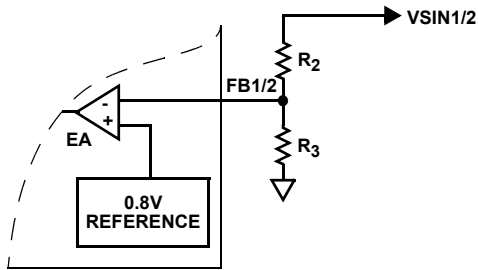 VSIN1/2
R2
FB1/2
-
+
EA
R3
0.8V
REFERENCE